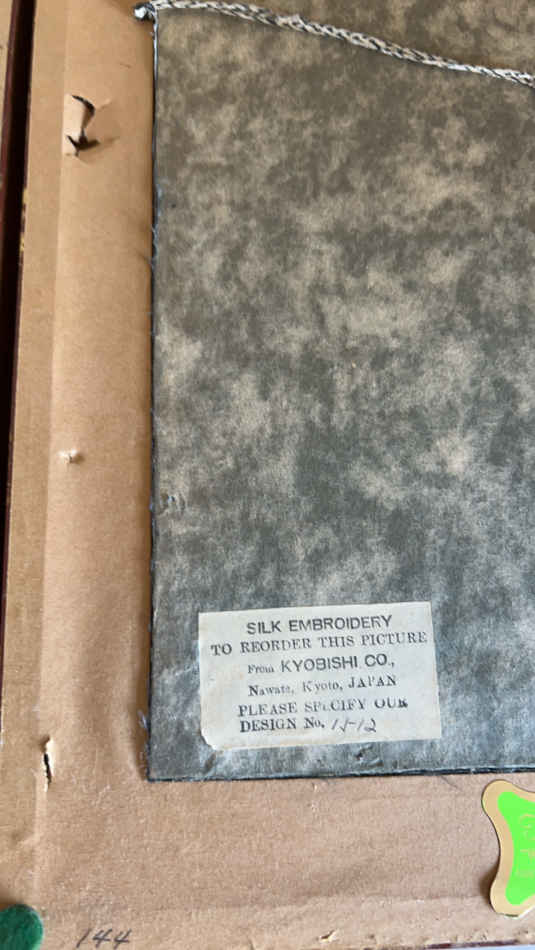 SILK EMBROIDERY
TO REORDER THIS PICTURE
From KYOBISHI CO.,
Nawate, Kyoto, JAPAN
PLEASE SPECIFY OUR
DESIGN No. 15-12
144